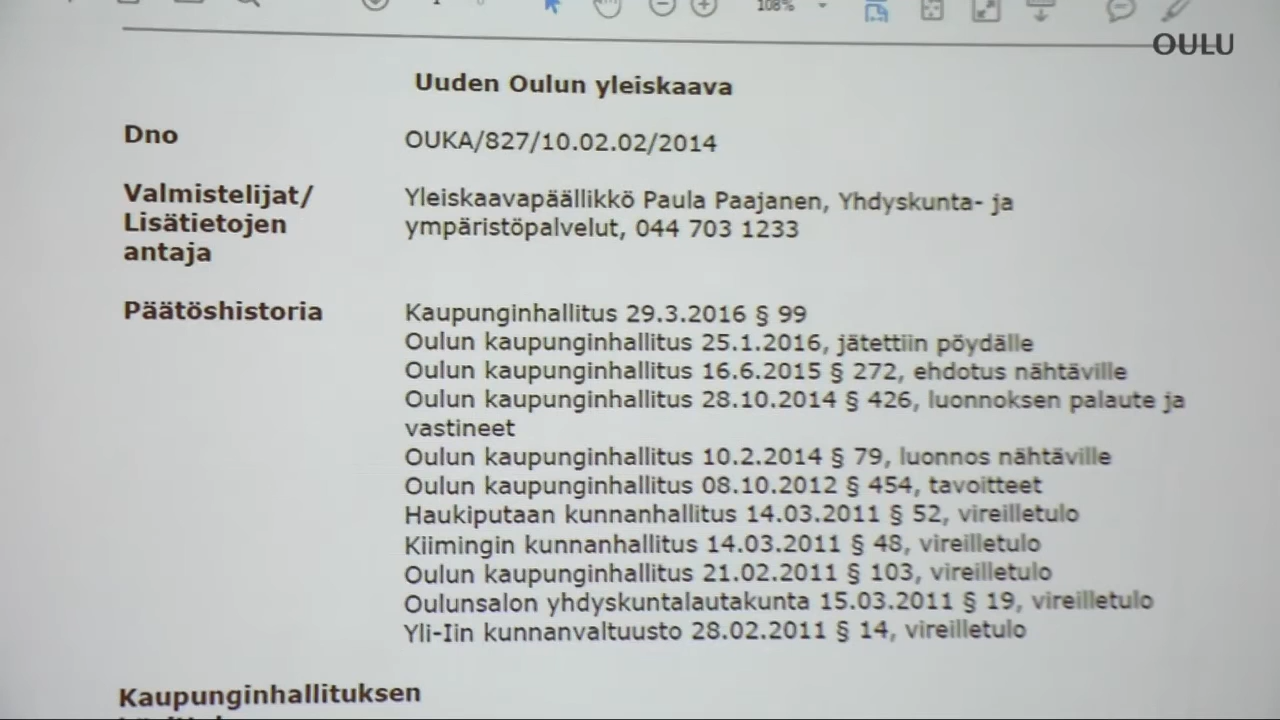 108%
OULU
Uuden Oulun yleiskaava
Dno
OUKA/827/10.02.02/2014
Valmistelijat/
Lisätietojen
antaja
Yleiskaavapäällikkö Paula Paajanen, Yhdyskunta- ja
ympäristöpalvelut, 044 703 1233
Päätöshistoria
Kaupunginhallitus 29.3.2016 § 99
Oulun kaupunginhallitus 25.1.2016, jätettiin pöydälle
Oulun kaupunginhallitus 16.6.2015 § 272, ehdotus nähtäville
Oulun kaupunginhallitus 28.10.2014 § 426, luonnoksen palaute ja
vastineet
Oulun kaupunginhallitus 10.2.2014 § 79, luonnos nähtäville
Oulun kaupunginhallitus 08.10.2012 § 454, tavoitteet
Haukiputaan kunnanhallitus 14.03.2011 § 52, vireilletulo
Kiimingin kunnanhallitus 14.03.2011 § 48, vireilletulo
Oulun kaupunginhallitus 21.02.2011 § 103, vireilletulo
Oulunsalon yhdyskuntalautakunta 15.03.2011 § 19, vireilletulo
Yli-Iin kunnanvaltuusto 28.02.2011 § 14, vireilletulo
Kaupunginhallituksen